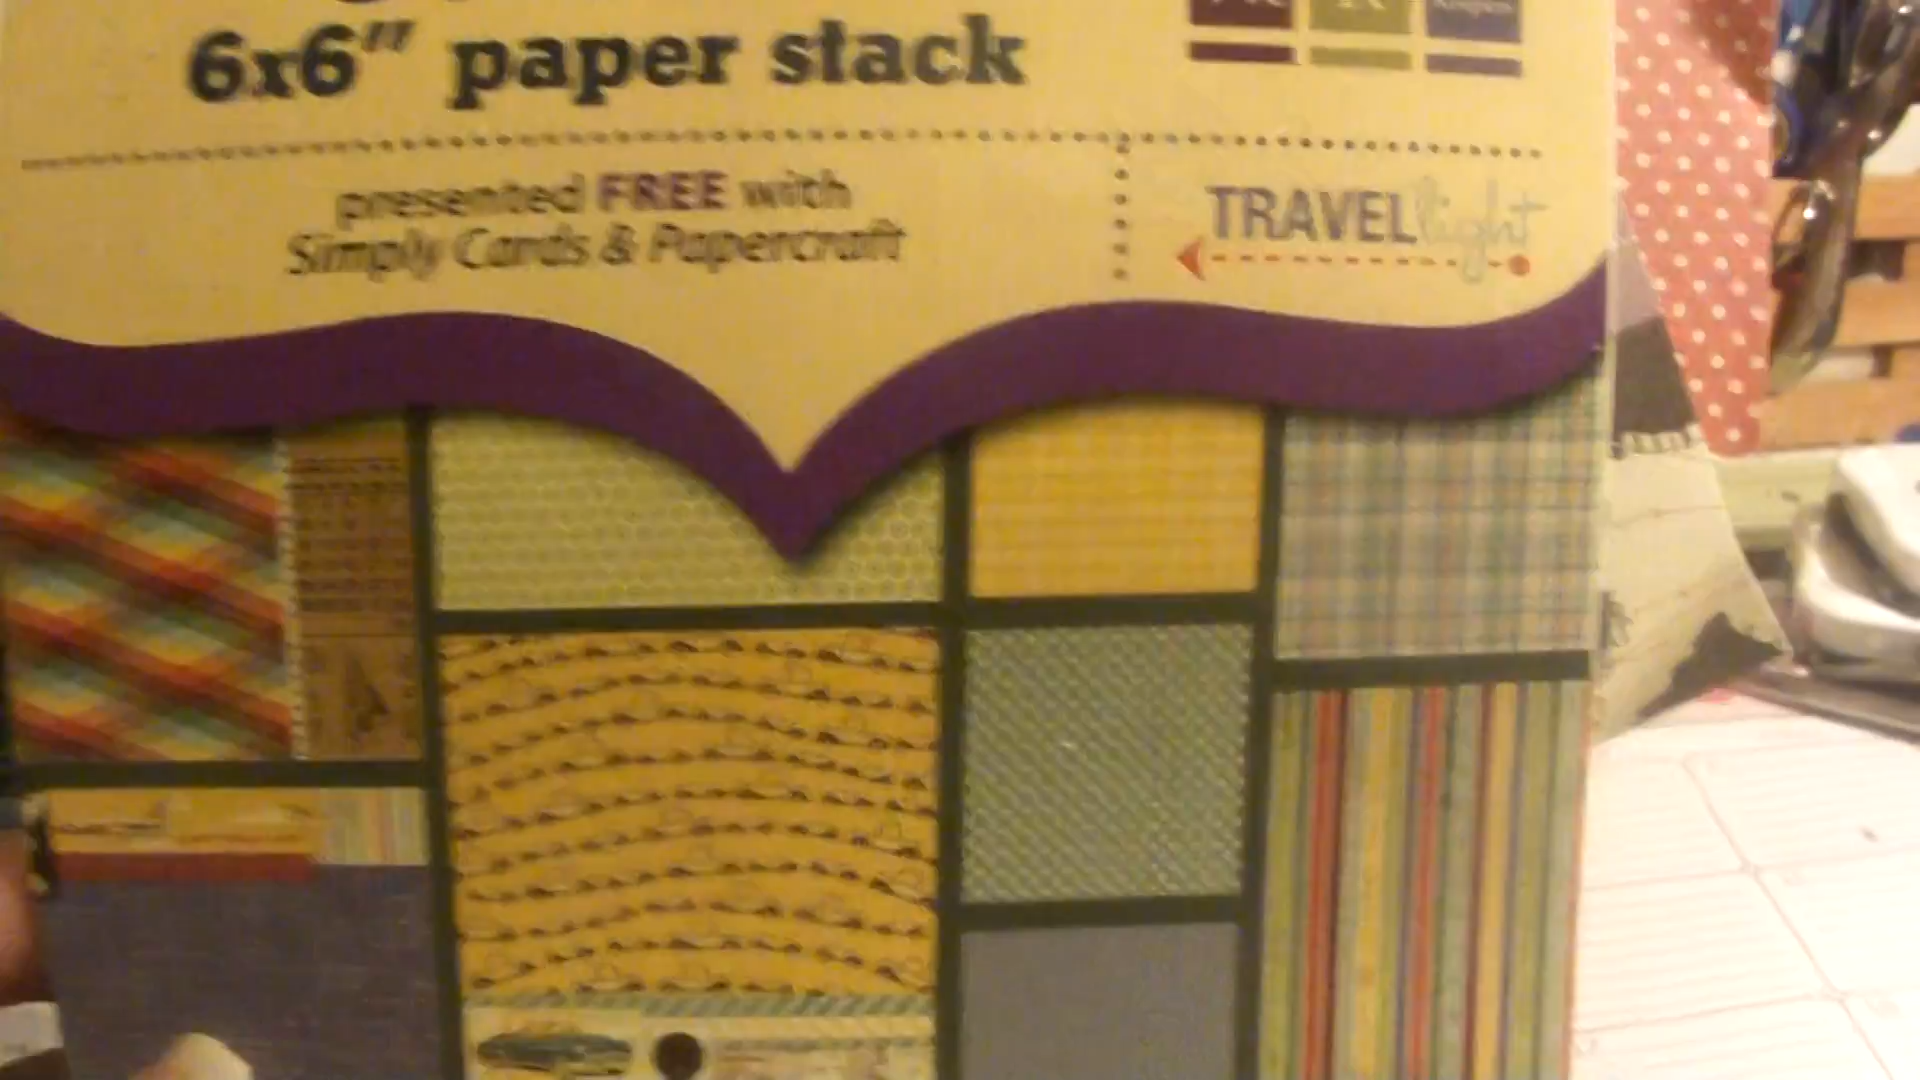 6x6" paper stack
presented FREE with
Simply Cards & Papercraft
TRAVEL light